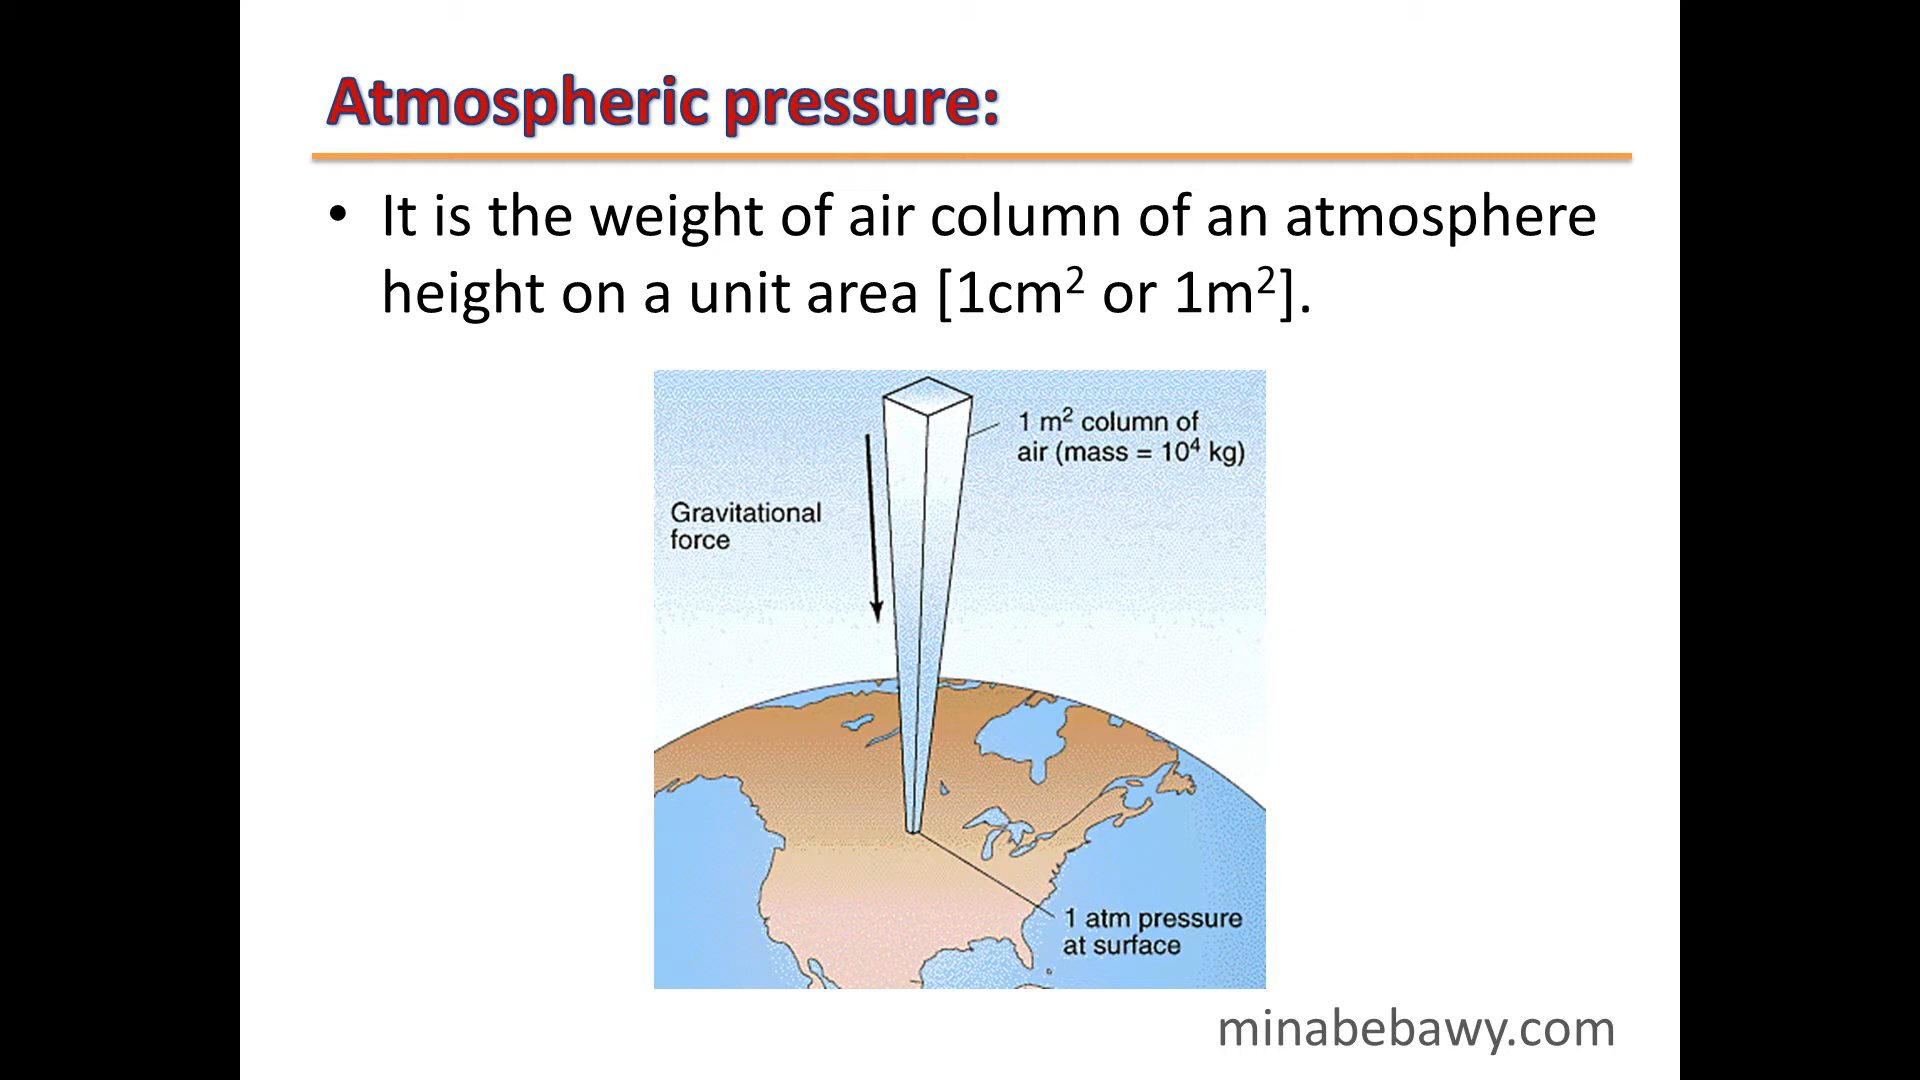 Atmospheric pressure:
• It is the weight of air column of an atmosphere
height on a unit area [1cm² or 1m²].
1 m² column of
air (mass = 10⁴ kg)
Gravitational
force
1 atm pressure
at surface
minabebawy.com